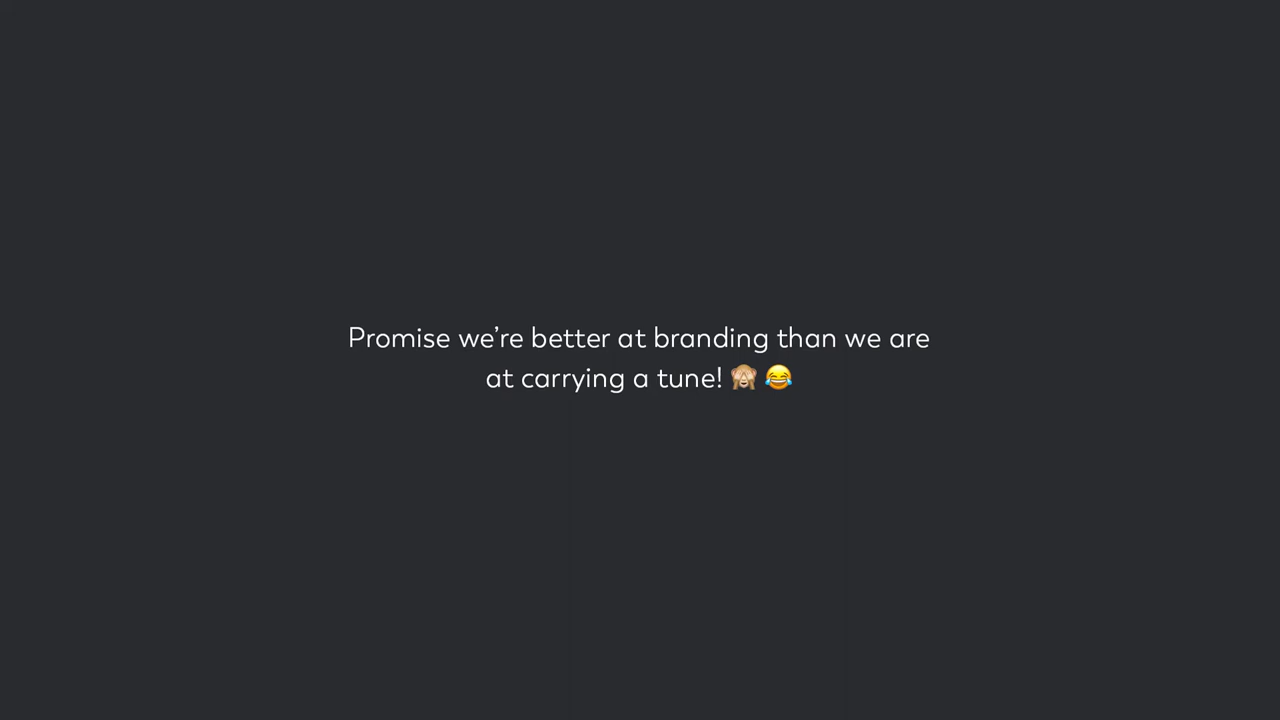 Promise we’re better at branding than we are
at carrying a tune! 🙈 😂